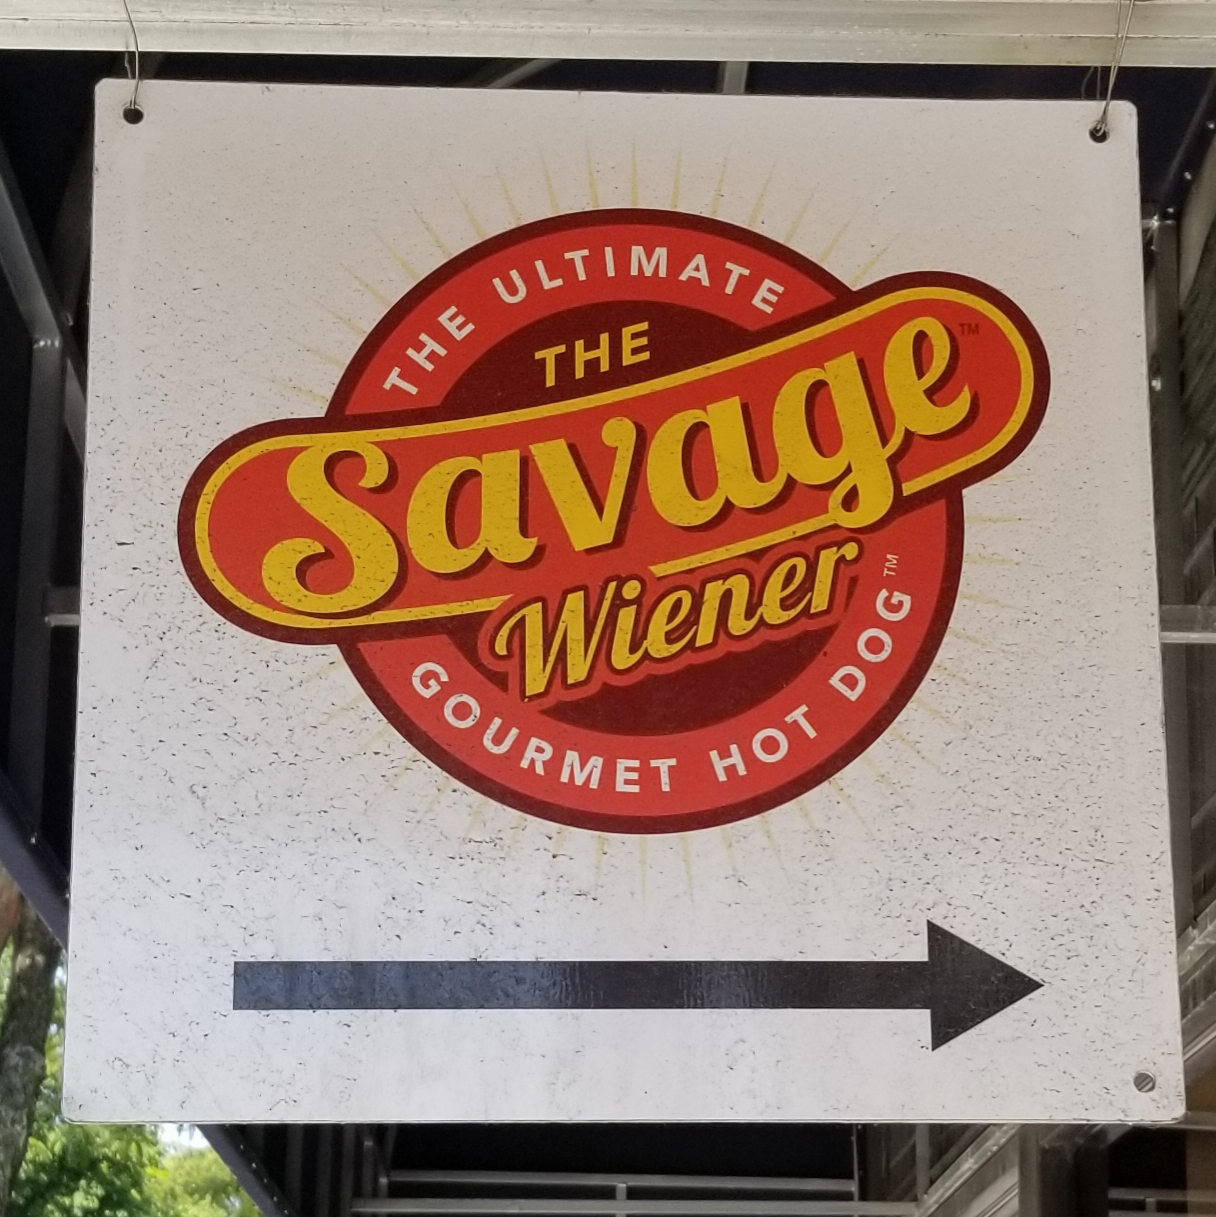 THE ULTIMATE
THE
Savage™
Wiener
GOURMET HOT DOG™